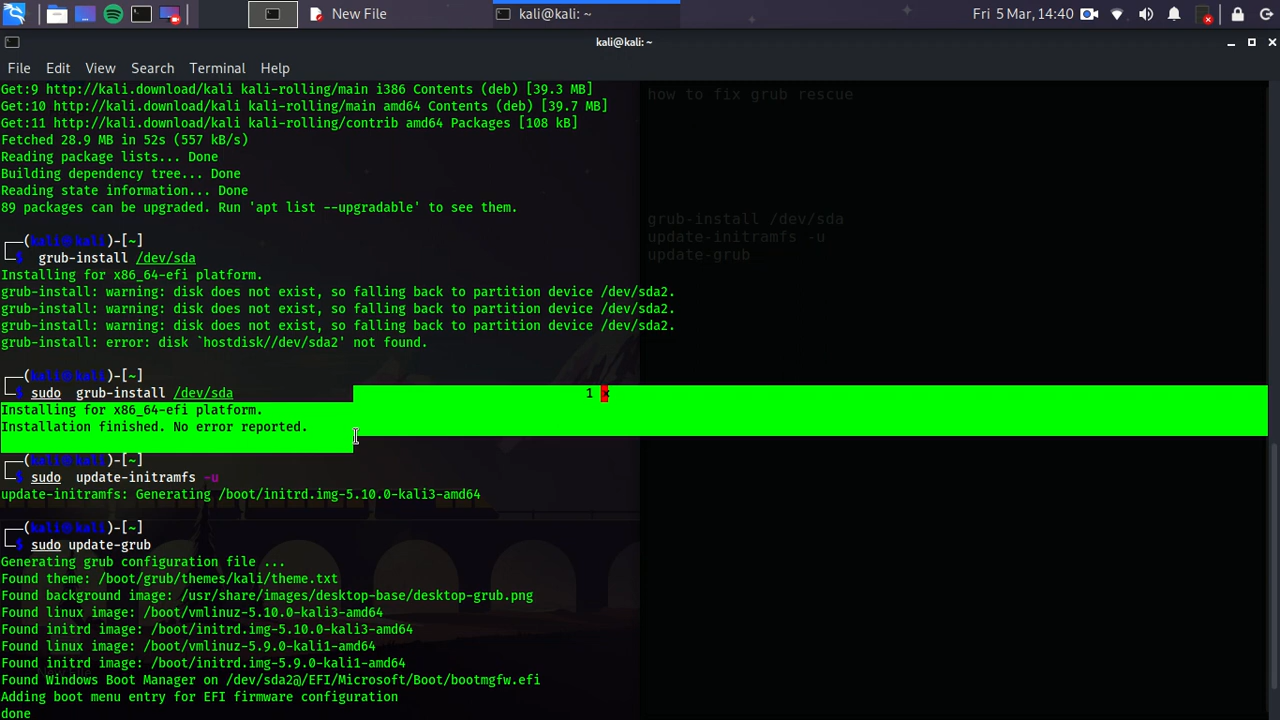 New File
kali@kali: ~
Fri 5 Mar, 14:40
kali@kali: ~
File Edit View Search Terminal Help
Get:9 http://kali.download/kali kali-rolling/main i386 Contents (deb) [39.3 MB]
Get:10 http://kali.download/kali kali-rolling/main amd64 Contents (deb) [39.7 MB]
Get:11 http://kali.download/kali kali-rolling/contrib amd64 Packages [108 kB]
Fetched 28.9 MB in 52s (557 kB/s)
Reading package lists... Done
Building dependency tree... Done
Reading state information... Done
89 packages can be upgraded. Run 'apt list --upgradable' to see them.
┌──(kali㉿kali)-[~]
└─$ grub-install /dev/sda
Installing for x86_64-efi platform.
grub-install: warning: disk does not exist, so falling back to partition device /dev/sda2.
grub-install: warning: disk does not exist, so falling back to partition device /dev/sda2.
grub-install: warning: disk does not exist, so falling back to partition device /dev/sda2.
grub-install: error: disk `hostdisk//dev/sda2' not found.
┌──(kali㉿kali)-[~]
└─$ sudo  grub-install /dev/sda 1 ⨯
Installing for x86_64-efi platform.
Installation finished. No error reported.
┌──(kali㉿kali)-[~]
└─$ sudo  update-initramfs -u
update-initramfs: Generating /boot/initrd.img-5.10.0-kali3-amd64
┌──(kali㉿kali)-[~]
└─$ sudo update-grub
Generating grub configuration file ...
Found theme: /boot/grub/themes/kali/theme.txt
Found background image: /usr/share/images/desktop-base/desktop-grub.png
Found linux image: /boot/vmlinuz-5.10.0-kali3-amd64
Found initrd image: /boot/initrd.img-5.10.0-kali3-amd64
Found linux image: /boot/vmlinuz-5.9.0-kali1-amd64
Found initrd image: /boot/initrd.img-5.9.0-kali1-amd64
Found Windows Boot Manager on /dev/sda2@/EFI/Microsoft/Boot/bootmgfw.efi
Adding boot menu entry for EFI firmware configuration
done
how to fix grub rescue
grub-install /dev/sda
update-initramfs -u
update-grub